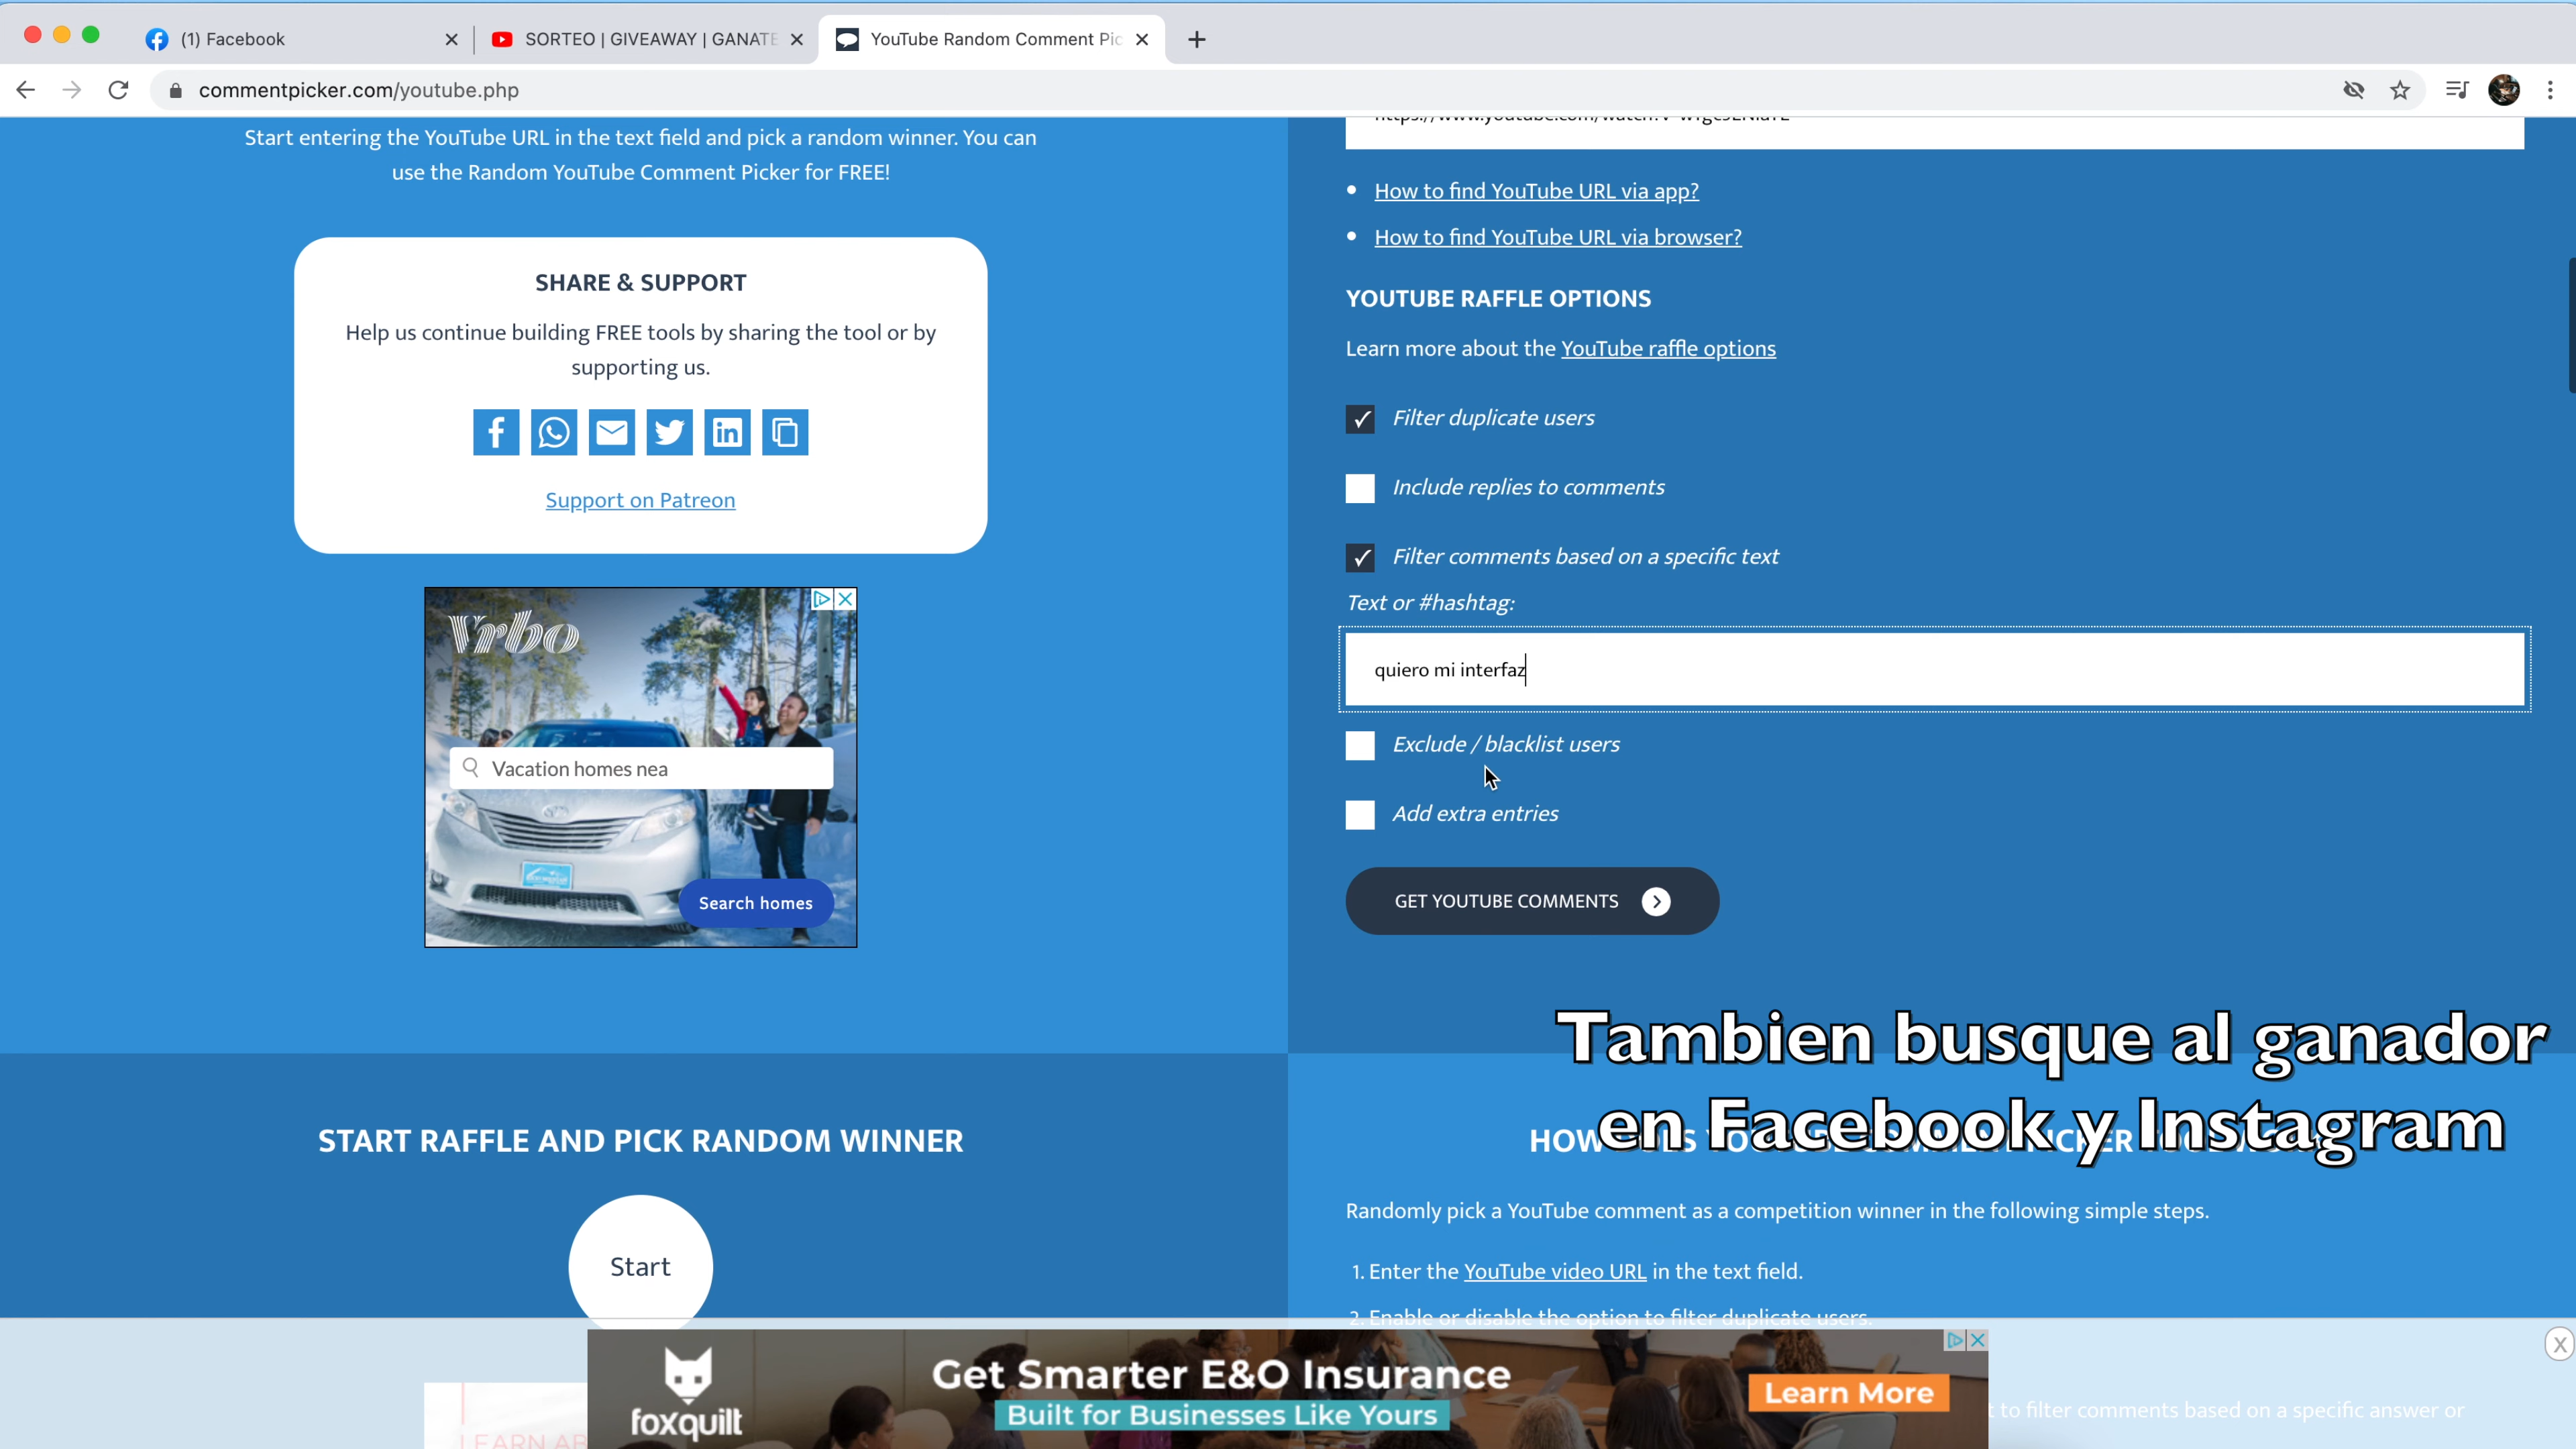 (1) Facebook
SORTEO | GIVEAWAY | GANATE
YouTube Random Comment Pic
commentpicker.com/youtube.php
Start entering the YouTube URL in the text field and pick a random winner. You can
use the Random YouTube Comment Picker for FREE!
SHARE & SUPPORT
Help us continue building FREE tools by sharing the tool or by
supporting us.
Support on Patreon
Vrbo
Vacation homes nea
Search homes
How to find YouTube URL via app?
How to find YouTube URL via browser?
YOUTUBE RAFFLE OPTIONS
Learn more about the YouTube raffle options
Filter duplicate users
Include replies to comments
Filter comments based on a specific text
Text or #hashtag:
quiero mi interfaz
Exclude / blacklist users
Add extra entries
GET YOUTUBE COMMENTS
Tambien busque al ganador
en Facebook y Instagram
START RAFFLE AND PICK RANDOM WINNER
Start
Randomly pick a YouTube comment as a competition winner in the following simple steps.
1. Enter the YouTube video URL in the text field.
2. Enable or disable the option to filter duplicate users.
foxquilt
Get Smarter E&O Insurance
Built for Businesses Like Yours
Learn More
to filter comments based on a specific answer or